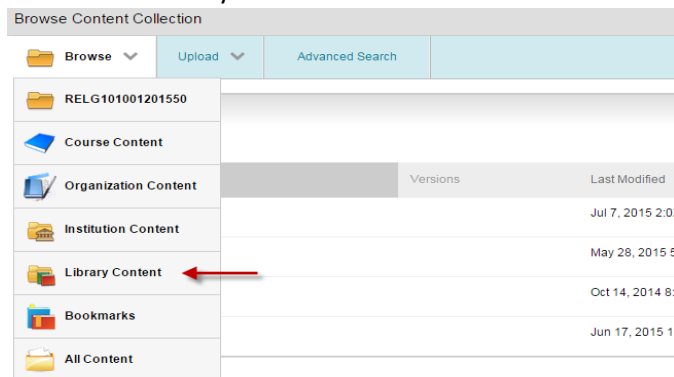 Browse Content Collection
Browse Upload Advanced Search
RELG101001201550
Course Content
Organization Content
Versions Last Modified
Institution Content
Jul 7, 2015 2:0
Library Content
May 28, 2015
Bookmarks
Oct 14, 2014 8:
All Content
Jun 17, 2015 1